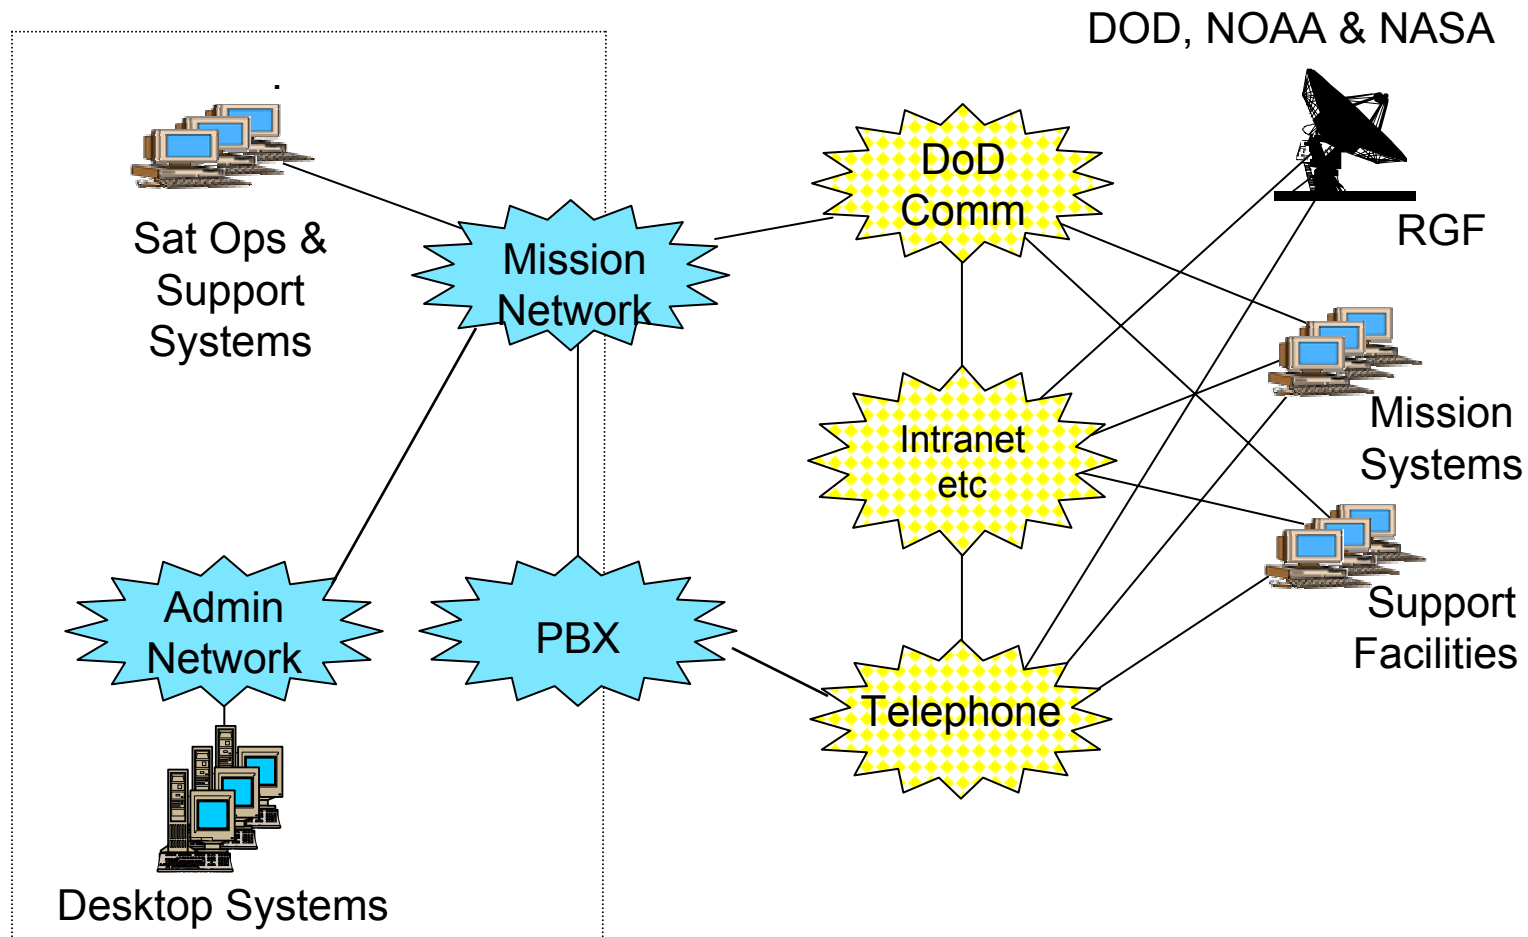 DOD, NOAA & NASA
.
Sat Ops &
Support
Systems
Mission
Network
DoD
Comm
RGF
Intranet
etc
Mission
Systems
Admin
Network
PBX
Telephone
Support
Facilities
Desktop Systems